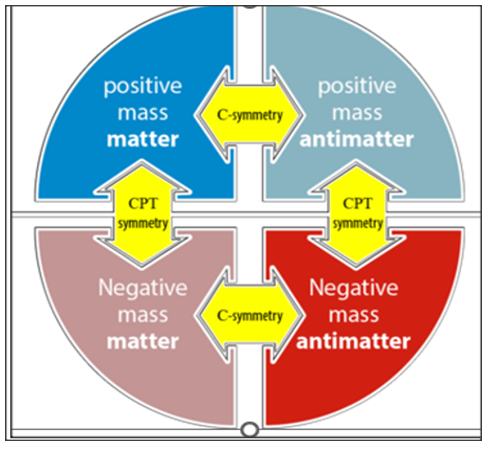 positive
mass
matter
C-symmetry
positive
mass
antimatter
CPT
symmetry
CPT
symmetry
Negative
mass
matter
C-symmetry
Negative
mass
antimatter